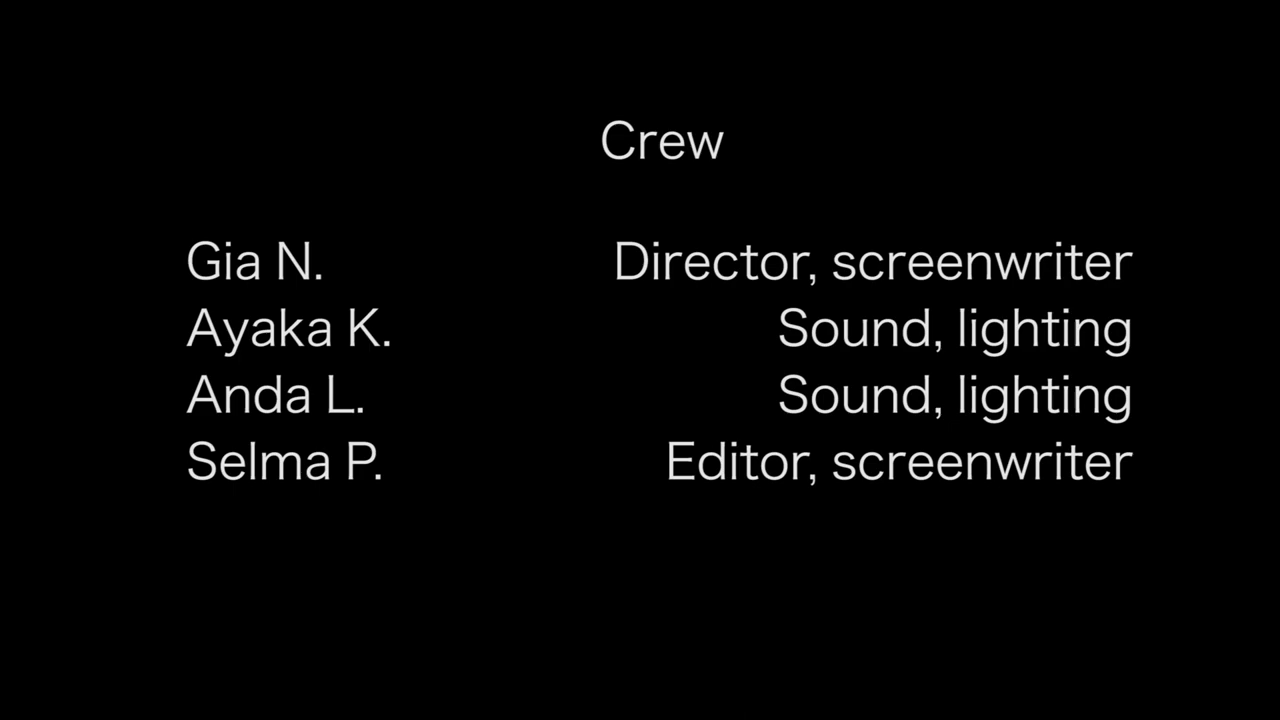 Crew
Gia N. Director, screenwriter
Ayaka K. Sound, lighting
Anda L. Sound, lighting
Selma P. Editor, screenwriter